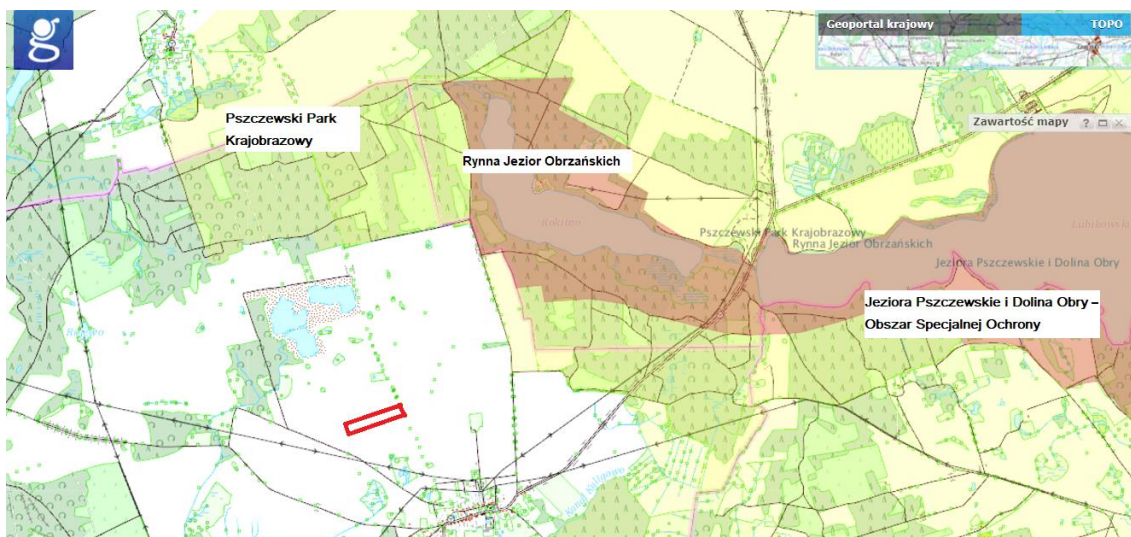 g
Geoportal krajowy
TOPO
Zawartość mapy
Pszczewski Park
Krajobrazowy
Rynna Jezior Obrzańskich
Pszczewski Park Krajobrazowy
Rynna Jezior Obrzańskich
Jeziora Pszczewskie i Dolina Obry
Jeziora Pszczewskie i Dolina Obry –
Obszar Specjalnej Ochrony